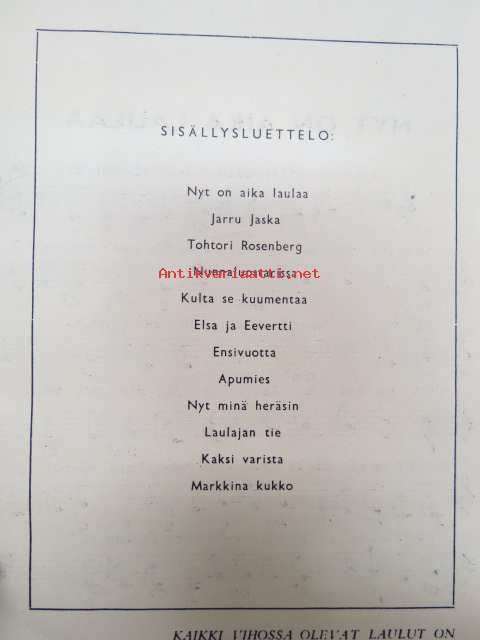 SISÄLLYSLUETTELO:
Nyt on aika laulaa
Jarru Jaska
Tohtori Rosenberg
Antikvariaatti.net
Kulta se kuumentaa
Elsa ja Eevertti
Ensivuotta
Apumies
Nyt minä heräsin
Laulajan tie
Kaksi varista
Markkina kukko
KAIKKI VIHOSSA OLEVAT LAULUT ON